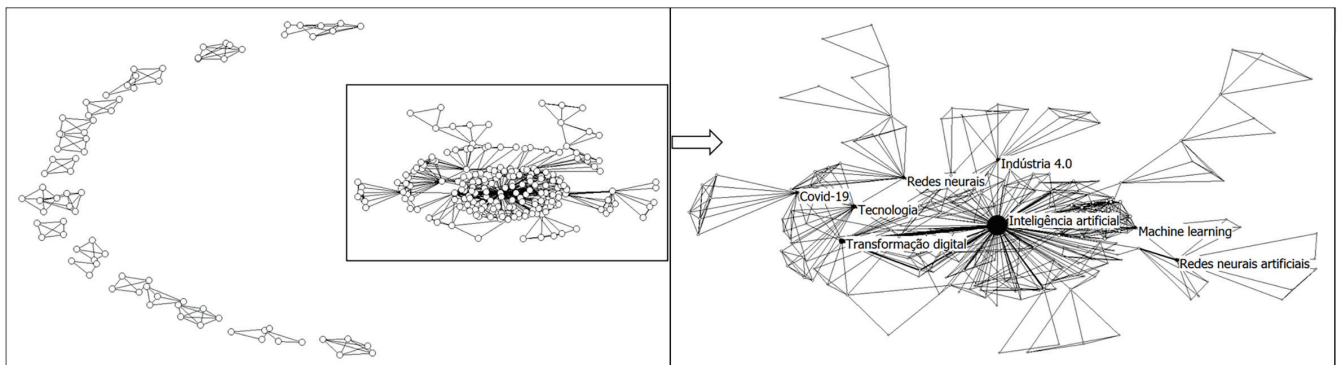 Indústria 4.0
Redes neurais
Covid-19
Tecnologia
Inteligência artificial
Machine learning
Transformação digital
Redes neurais artificiais